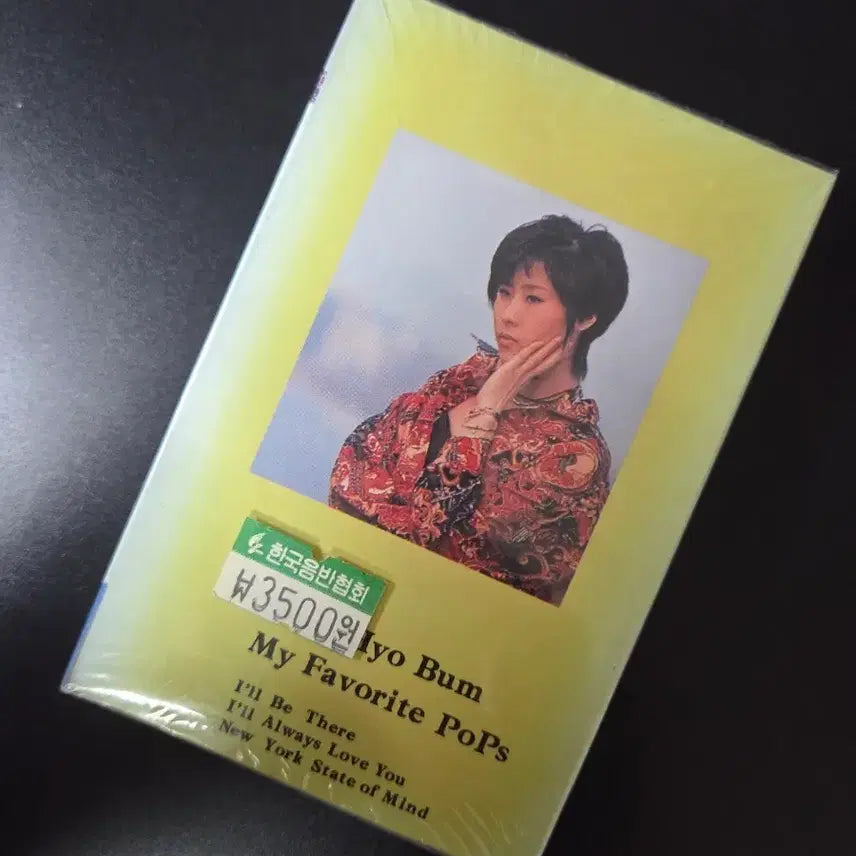 한국음반협회
₩3500원
Hyo Bum
My Favorite PoPs
I'll Be There
I'll Always Love You
New York State of Mind